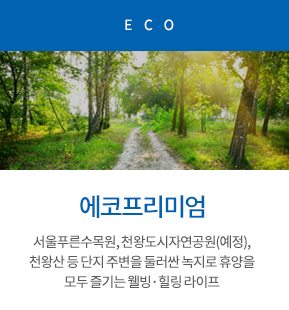 ECO
에코프리미엄
서울푸른수목원, 천왕도시자연공원(예정),
천왕산 등 단지 주변을 둘러싼 녹지로 휴양을
모두 즐기는 웰빙·힐링 라이프